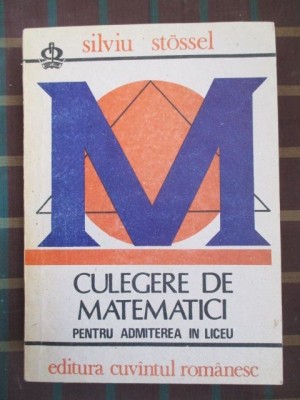 silviu stössel
M
CULEGERE DE
MATEMATICI
PENTRU ADMITEREA IN LICEU
editura cuvîntul românesc